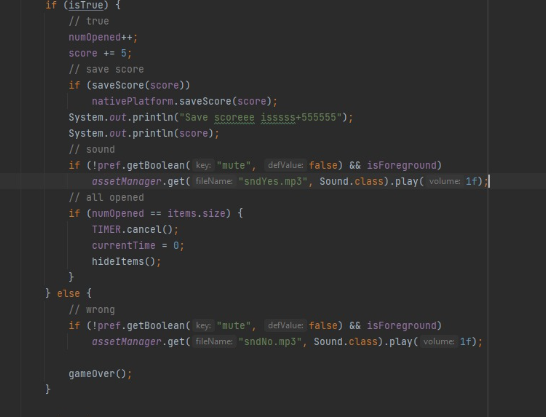 if (isTrue) {
// true
numOpened++;
score += 5;
// save score
if (saveScore(score))
nativePlatform.saveScore(score);
System.out.println("Save scoreee isssss+555555");
System.out.println(score);
// sound
if (!pref.getBoolean( key: "mute", defValue: false) && isForeground)
assetManager.get( fileName: "sndYes.mp3", Sound.class).play( volume: 1f);
// all opened
if (numOpened == items.size) {
TIMER.cancel();
currentTime = 0;
hideItems();
}
} else {
// wrong
if (!pref.getBoolean( key: "mute", defValue: false) && isForeground)
assetManager.get( fileName: "sndNo.mp3", Sound.class).play( volume: 1f);
gameOver();
}